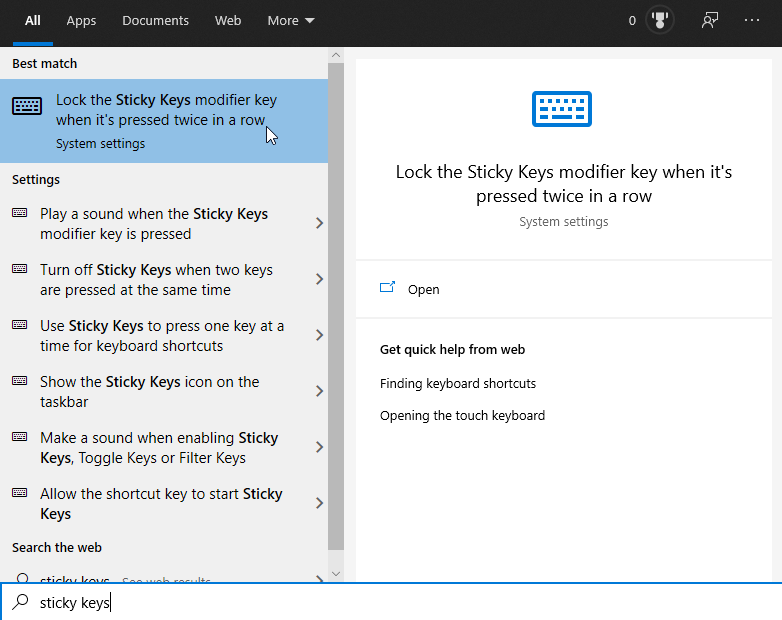 All Apps Documents Web More 0
Best match
Lock the Sticky Keys modifier key
when it's pressed twice in a row
System settings
Settings
Play a sound when the Sticky Keys
modifier key is pressed
Turn off Sticky Keys when two keys
are pressed at the same time
Use Sticky Keys to press one key at a
time for keyboard shortcuts
Show the Sticky Keys icon on the
taskbar
Make a sound when enabling Sticky
Keys, Toggle Keys or Filter Keys
Allow the shortcut key to start Sticky
Keys
Search the web
sticky keys - See web results
Lock the Sticky Keys modifier key when it's
pressed twice in a row
System settings
Open
Get quick help from web
Finding keyboard shortcuts
Opening the touch keyboard
sticky keys